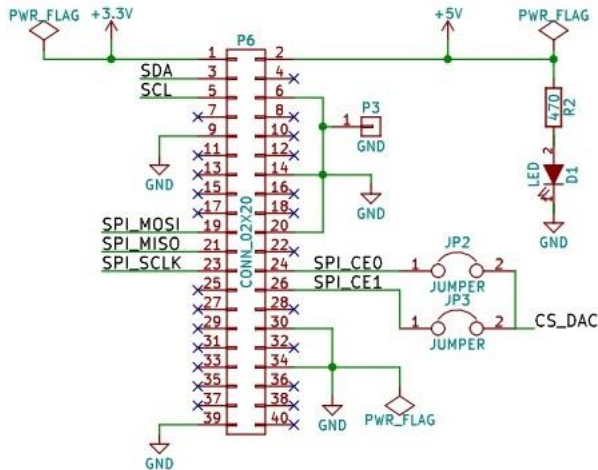 PWR_FLAG +3.3V +5V PWR_FLAG
P6
1 2
SDA 3 4
SCL 5 6
7 8
9 10
11 12
13 14
15 16
17 18
SPI_MOSI 19 20
SPI_MISO 21 22
SPI_SCLK 23 24
25 26
27 28
29 30
31 32
33 34
35 36
37 38
39 40
CONN_02X20
GND
GND
P3
1
GND
GND
470
R2
2
LED
D1
1
GND
SPI_CE0 1 JP2 2
JUMPER
SPI_CE1 1 JP3 2
JUMPER
CS_DAC
GND
PWR_FLAG